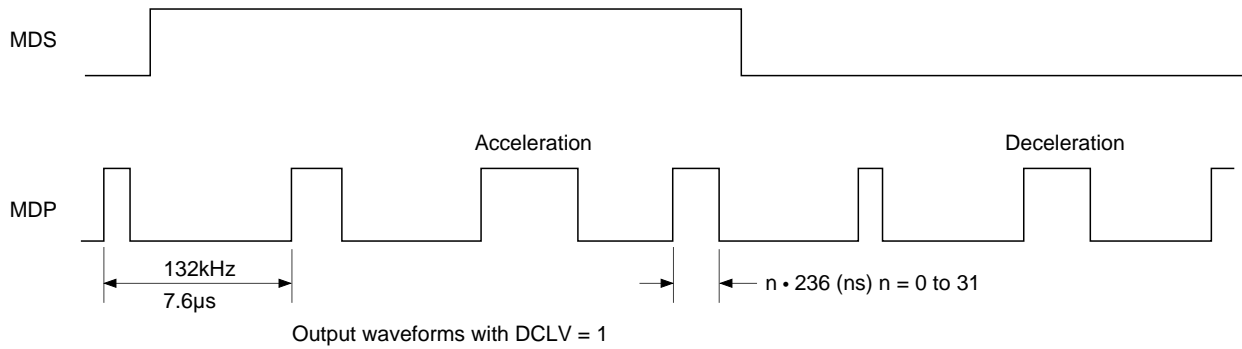 MDS
Acceleration
Deceleration
MDP
132kHz
7.6µs
n • 236 (ns) n = 0 to 31
Output waveforms with DCLV = 1